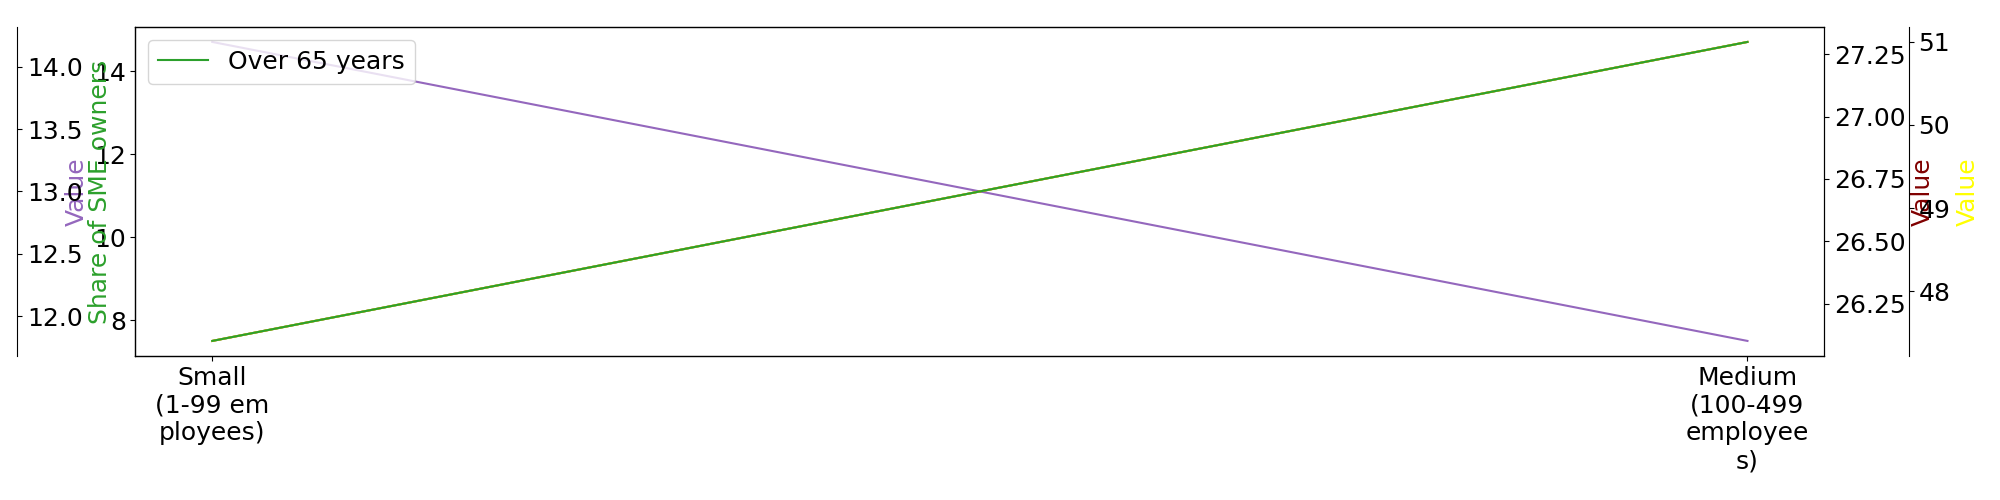 Over 65 years
14.0
13.5
13.0
12.5
12.0
Value
Share of SME owners
14
12
10
8
27.25
27.00
26.75
26.50
26.25
Value
51
50
49
48
Value
Small
(1-99 em
ployees)
Medium
(100-499
employee
s)